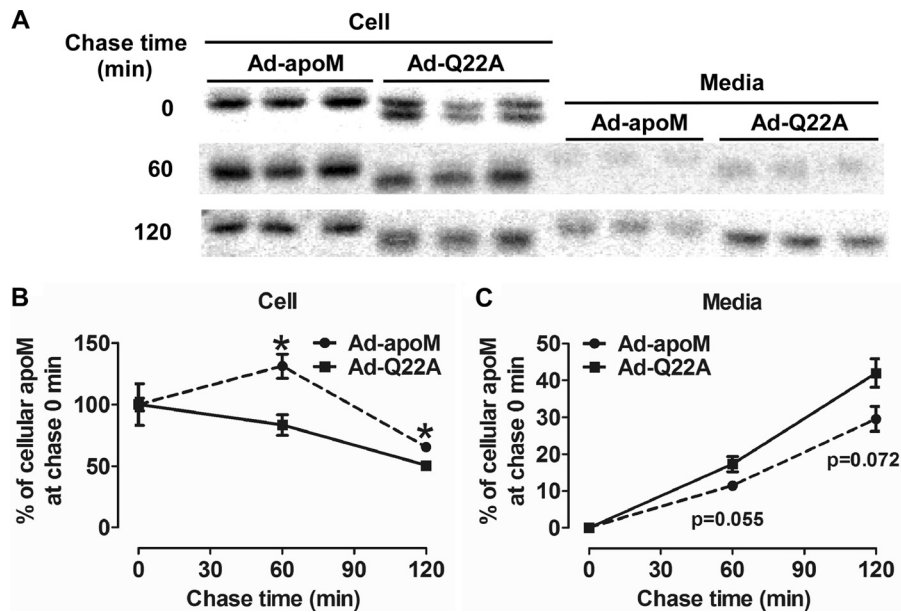 A
Cell
Chase time
(min)
Ad-apoM Ad-Q22A
Media
0
Ad-apoM Ad-Q22A
60
120
B
Cell
% of cellular apoM
at chase 0 min
150
100
50
0
*
*
Ad-apoM
Ad-Q22A
0 30 60 90 120
Chase time (min)
C
Media
% of cellular apoM
at chase 0 min
50
40
30
20
10
0
Ad-apoM
Ad-Q22A
p=0.055
p=0.072
0 30 60 90 120
Chase time (min)